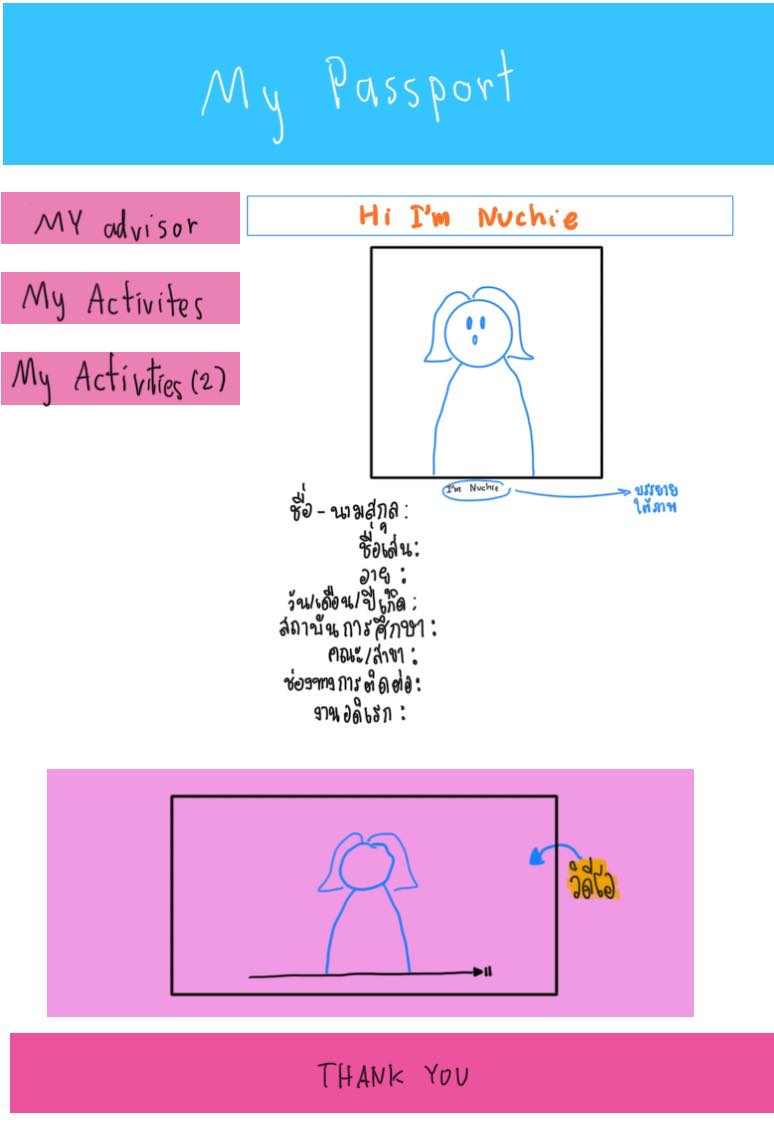 My Passport
MY advisor
Hi I'm Nuchie
My Activites
My Activities (2)
I'm Nuchie
บรรยาย
ใต้ภาพ
ชื่อ - นามสกุล :
ชื่อเล่น :
อายุ :
วัน/เดือน/ปีเกิด :
สถาบันการศึกษา :
คณะ/สาขา :
ช่องทางการติดต่อ :
งานอดิเรก :
วิดีโอ
THANK YOU